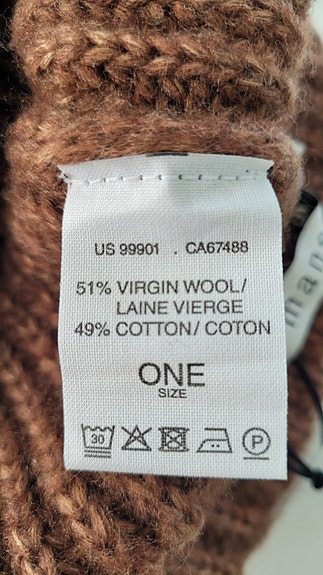 US 99901 . CA67488
51% VIRGIN WOOL/
LAINE VIERGE
49% COTTON / COTON
ONE
SIZE
30
P